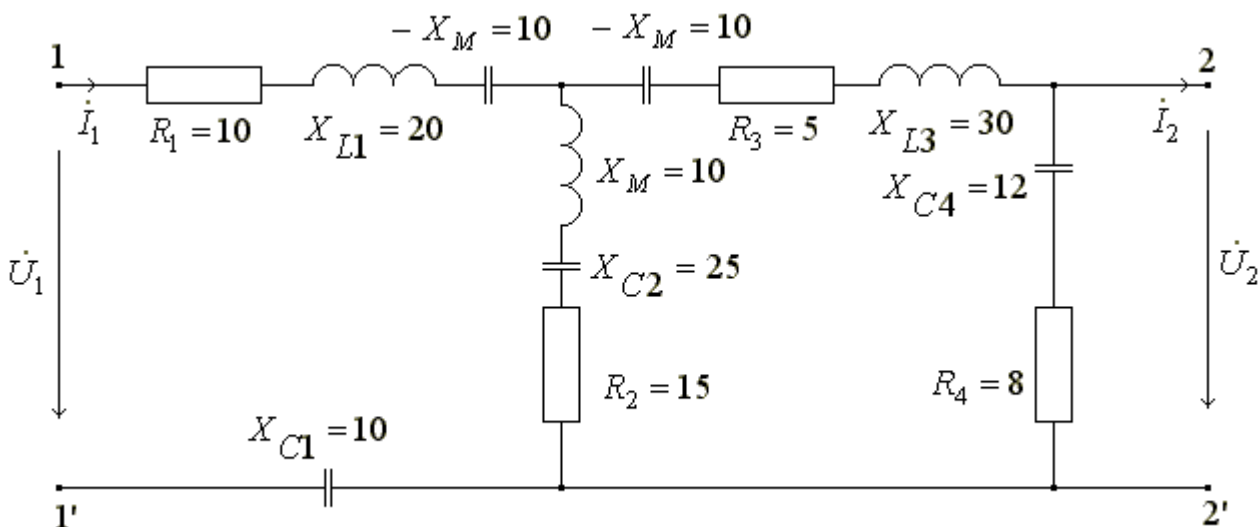 − X_M = 10
− X_M = 10
1
2
İ_1
R_1 = 10
X_L1 = 20
R_3 = 5
X_L3 = 30
İ_2
X_M = 10
X_C4 = 12
U̇_1
X_C2 = 25
U̇_2
R_2 = 15
R_4 = 8
X_C1 = 10
1'
2'